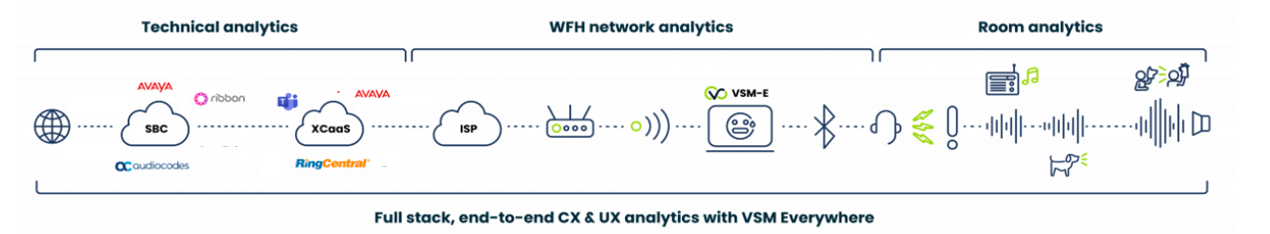 Technical analytics
WFH network analytics
Room analytics
AVAYA
ribbon
AVAYA
VSM-E
SBC
XCaaS
ISP
audiocodes
RingCentral
Full stack, end-to-end CX & UX analytics with VSM Everywhere